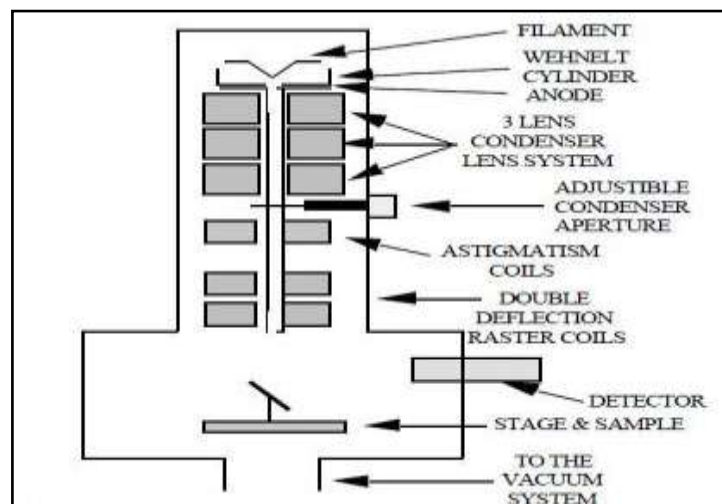 FILAMENT
WEHNELT
CYLINDER
ANODE
3 LENS
CONDENSER
LENS SYSTEM
ADJUSTIBLE
CONDENSER
APERTURE
ASTIGMATISM
COILS
DOUBLE
DEFLECTION
RASTER COILS
DETECTOR
STAGE & SAMPLE
TO THE
VACUUM
SYSTEM